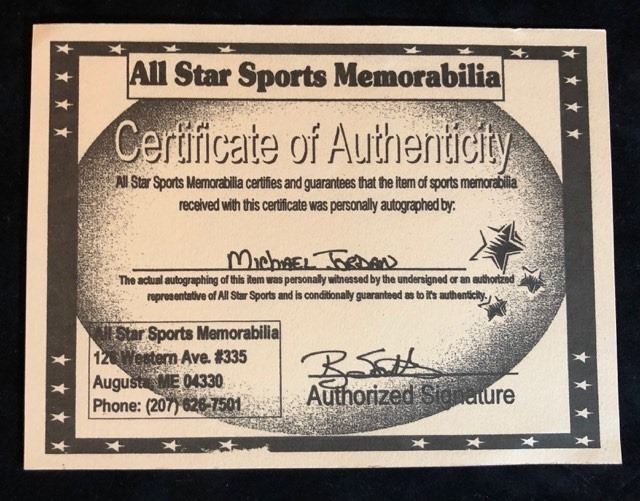 All Star Sports Memorabilia
Certificate of Authenticity
All Star Sports Memorabilia certifies and guarantees that the item of sports memorabilia
received with this certificate was personally autographed by:
Michael Jordan
The actual autographing of this item was personally witnessed by the undersigned or an authorized
representative of All Star Sports and is conditionally guaranteed as to it's authenticity.
All Star Sports Memorabilia
126 Western Ave. #335
Augusta, ME 04330
Phone: (207) 626-7501
Authorized Signature